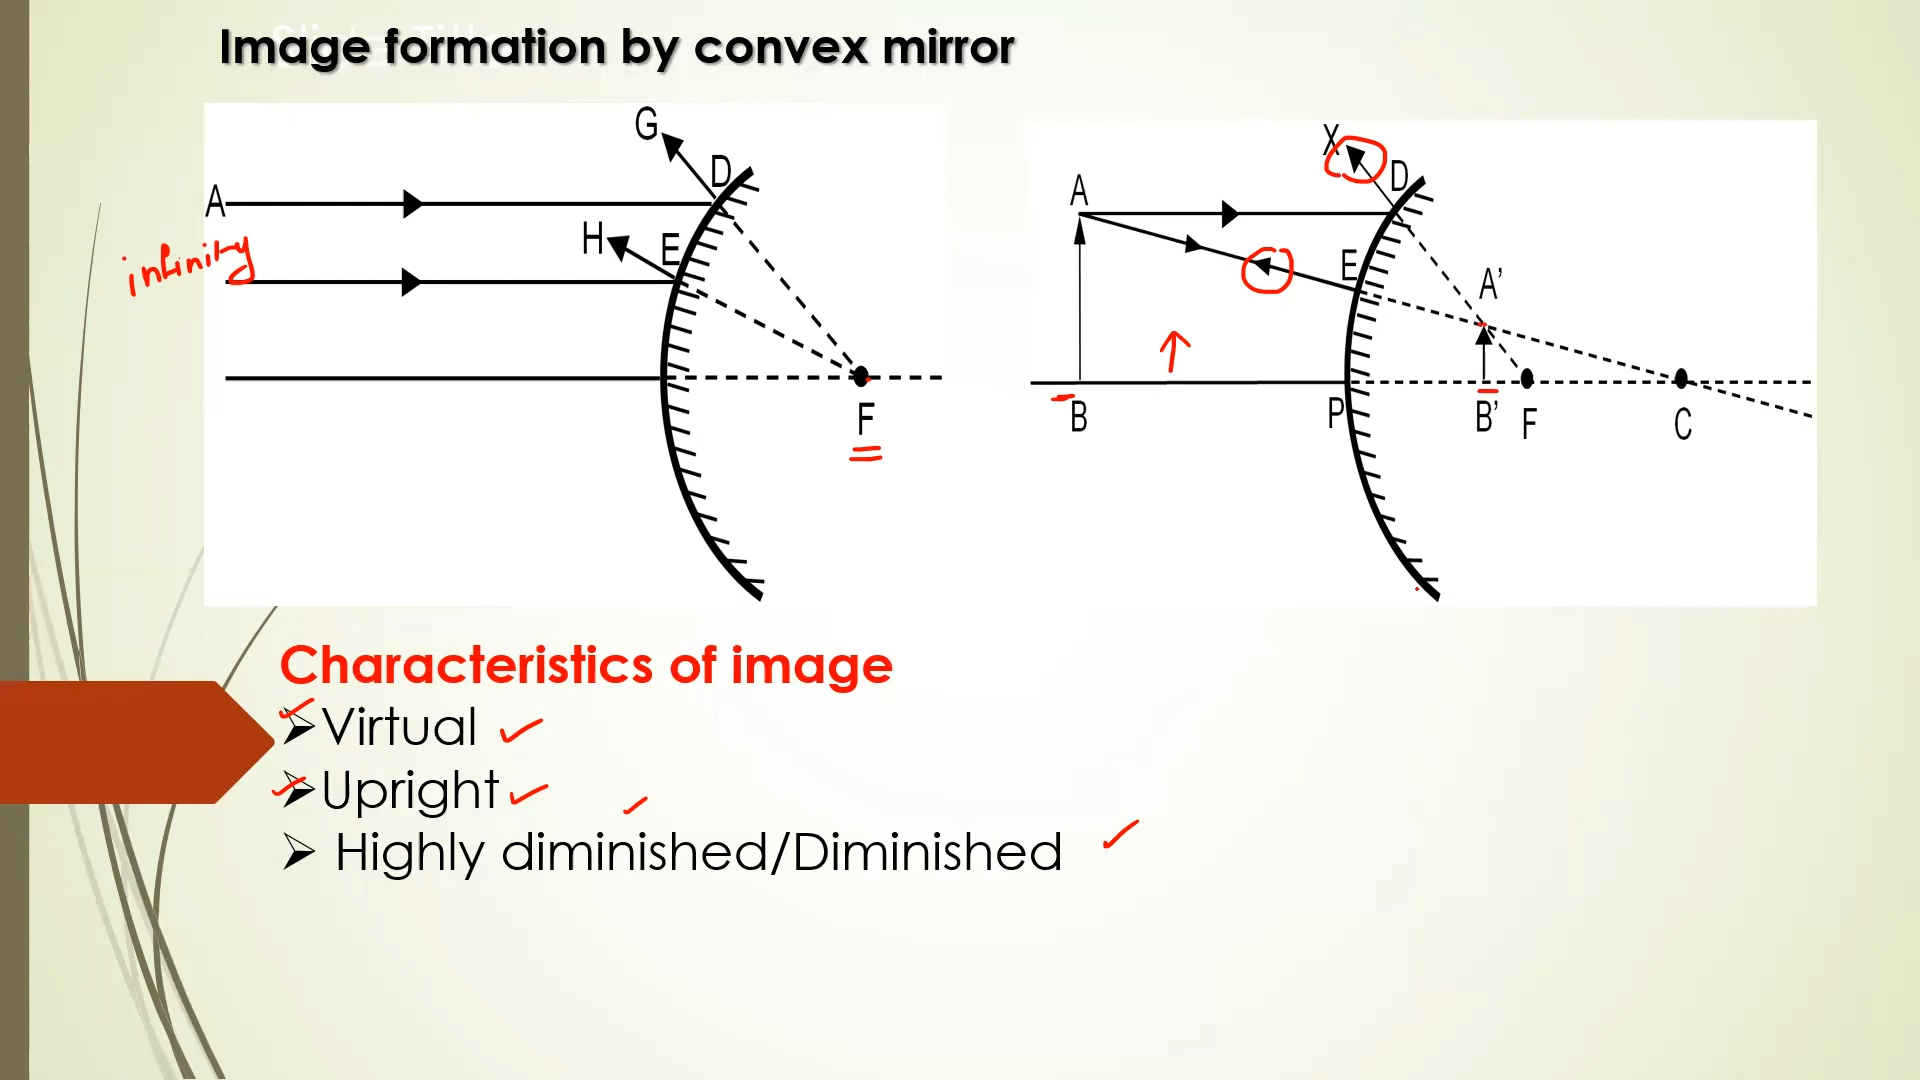 Image formation by convex mirror
G
D
A
H
E
infinity
F
X
D
A
E
A’
B
P
B’
F
C
Characteristics of image
Virtual
Upright
Highly diminished/Diminished